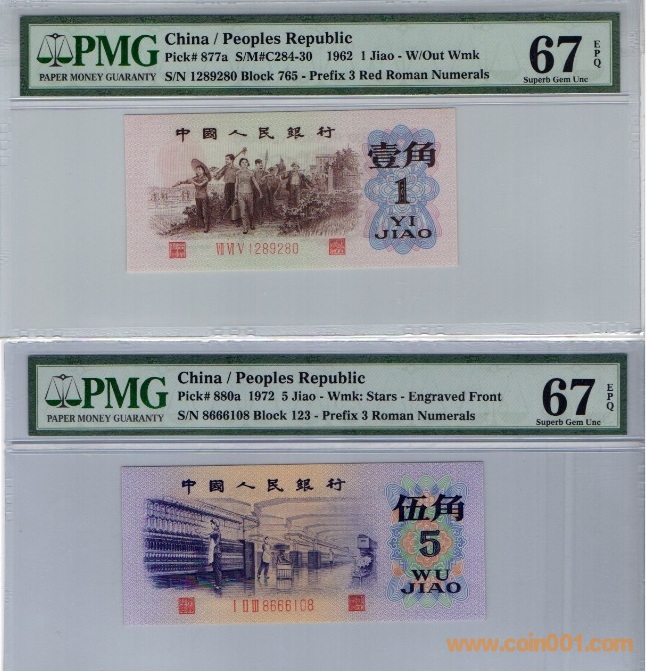 PMG
PAPER MONEY GUARANTY
China / Peoples Republic
Pick# 877a S/M#C284-30 1962 1 Jiao - W/Out Wmk
S/N 1289280 Block 765 - Prefix 3 Red Roman Numerals
67
EPQ
Superb Gem Unc
中國人民銀行
壹角
1
YI
JIAO
VII VI V 1289280
PMG
PAPER MONEY GUARANTY
China / Peoples Republic
Pick# 880a 1972 5 Jiao - Wmk: Stars - Engraved Front
S/N 8666108 Block 123 - Prefix 3 Roman Numerals
67
EPQ
Superb Gem Unc
中國人民銀行
伍角
5
WU
JIAO
I II III 8666108
www.coin001.com